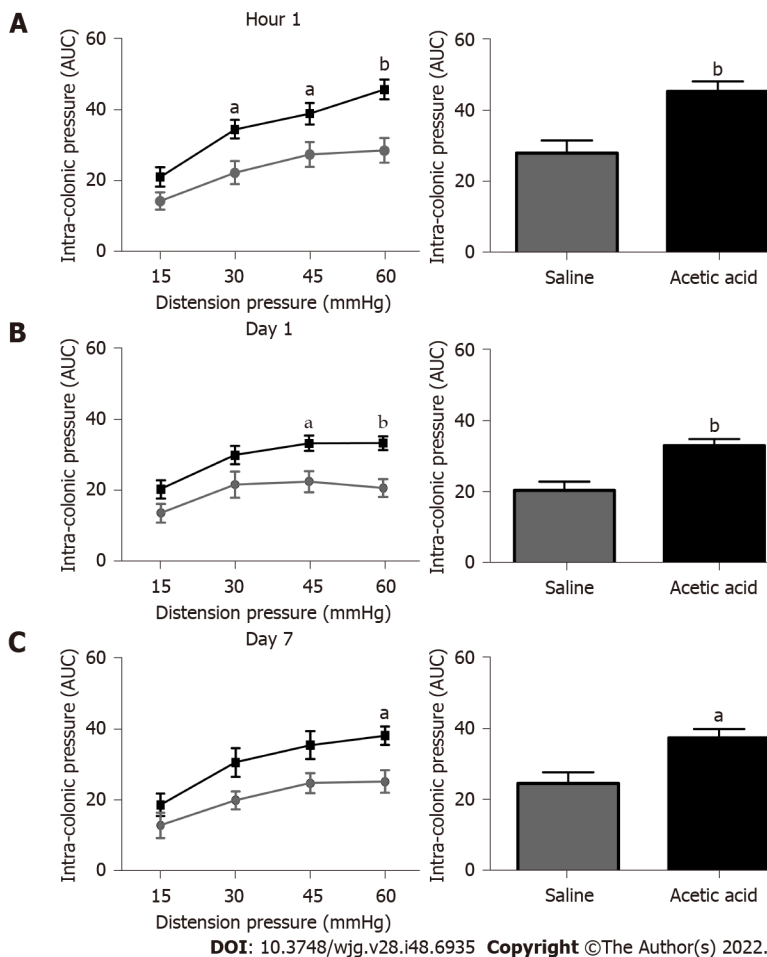 A
Hour 1
Intra-colonic pressure (AUC)
60
40
20
0
a
a
b
15 30 45 60
Distension pressure (mmHg)
Intra-colonic pressure (AUC)
60
40
20
0
b
Saline Acetic acid
B
Day 1
Intra-colonic pressure (AUC)
60
40
20
0
a
b
15 30 45 60
Distension pressure (mmHg)
Intra-colonic pressure (AUC)
60
40
20
0
b
Saline Acetic acid
C
Day 7
Intra-colonic pressure (AUC)
60
40
20
0
a
15 30 45 60
Distension pressure (mmHg)
Intra-colonic pressure (AUC)
60
40
20
0
a
Saline Acetic acid
DOI: 10.3748/wjg.v28.i48.6935 Copyright ©The Author(s) 2022.